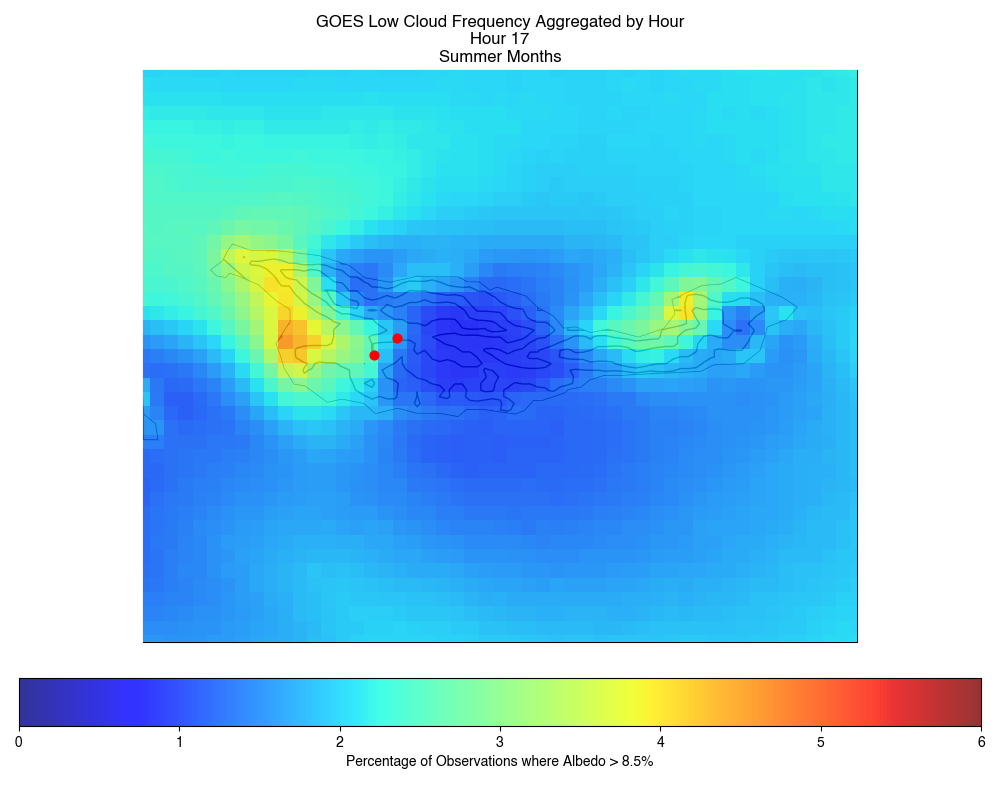 GOES Low Cloud Frequency Aggregated by Hour
Hour 17
Summer Months
0 1 2 3 4 5 6
Percentage of Observations where Albedo > 8.5%